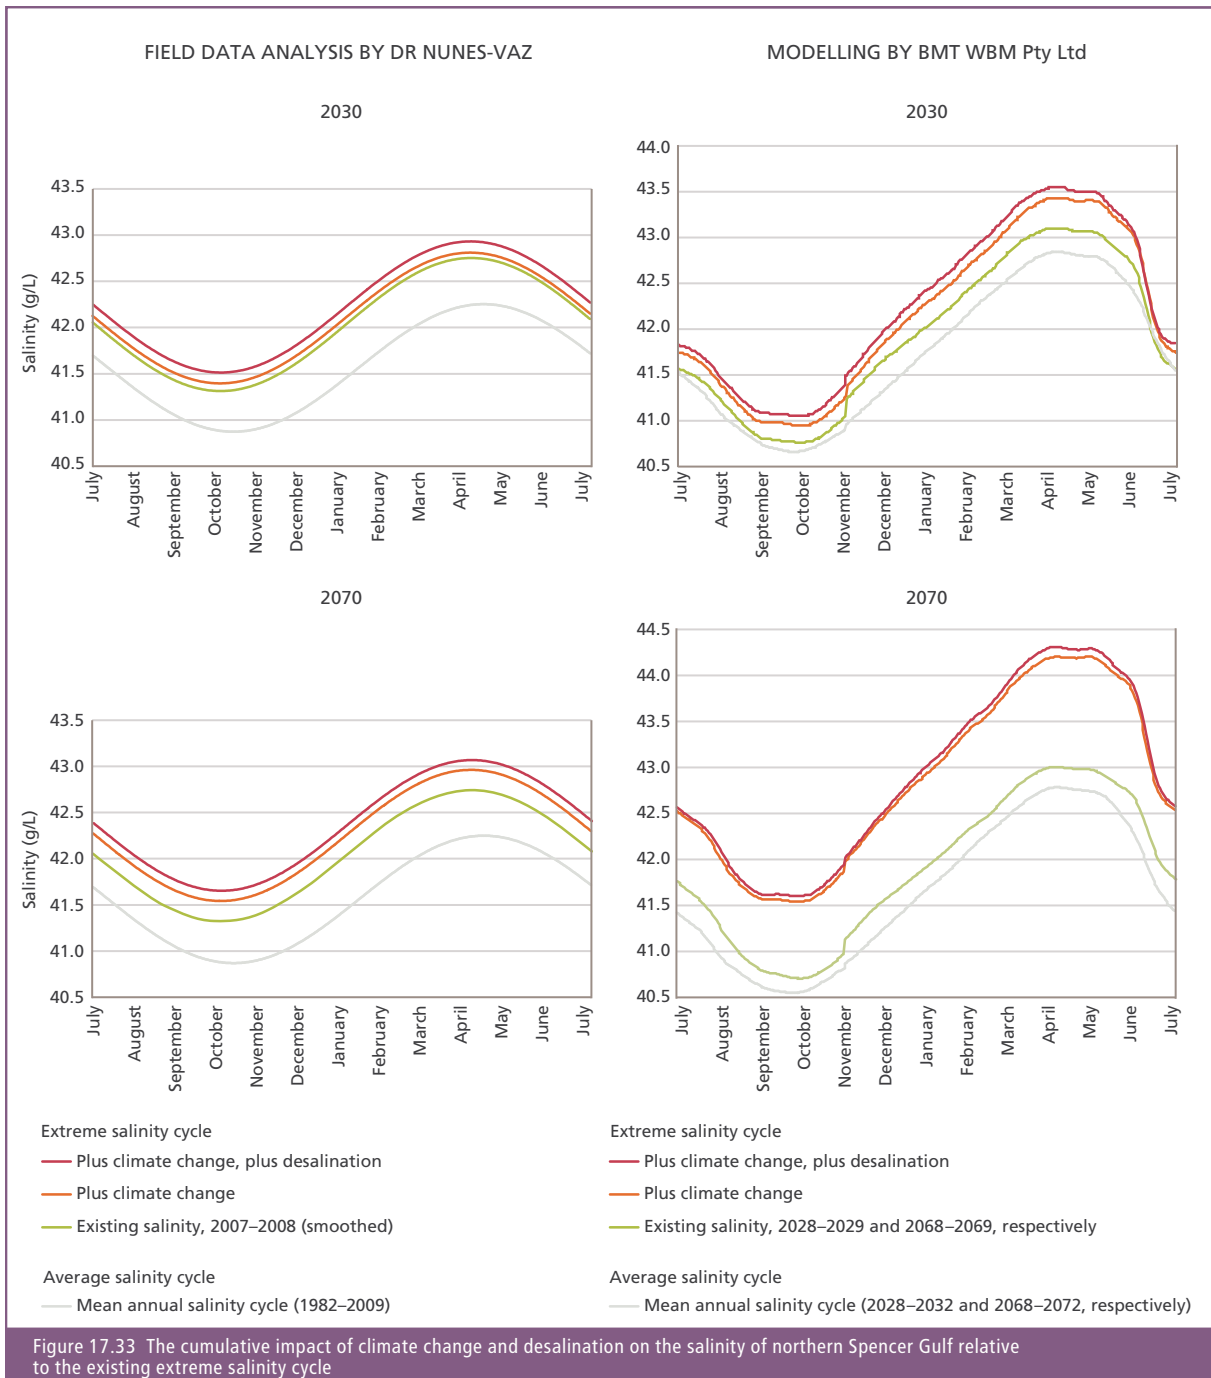 FIELD DATA ANALYSIS BY DR NUNES-VAZ
2030
43.5
43.0
42.5
42.0
41.5
41.0
40.5
Salinity (g/L)
July
August
September
October
November
December
January
February
March
April
May
June
July
MODELLING BY BMT WBM Pty Ltd
2030
44.0
43.5
43.0
42.5
42.0
41.5
41.0
40.5
July
August
September
October
November
December
January
February
March
April
May
June
July
2070
43.5
43.0
42.5
42.0
41.5
41.0
40.5
Salinity (g/L)
July
August
September
October
November
December
January
February
March
April
May
June
July
2070
44.5
44.0
43.5
43.0
42.5
42.0
41.5
41.0
40.5
July
August
September
October
November
December
January
February
March
April
May
June
July
Extreme salinity cycle
Plus climate change, plus desalination
Plus climate change
Existing salinity, 2007–2008 (smoothed)
Average salinity cycle
Mean annual salinity cycle (1982–2009)
Extreme salinity cycle
Plus climate change, plus desalination
Plus climate change
Existing salinity, 2028–2029 and 2068–2069, respectively
Average salinity cycle
Mean annual salinity cycle (2028–2032 and 2068–2072, respectively)
Figure 17.33 The cumulative impact of climate change and desalination on the salinity of northern Spencer Gulf relative
to the existing extreme salinity cycle